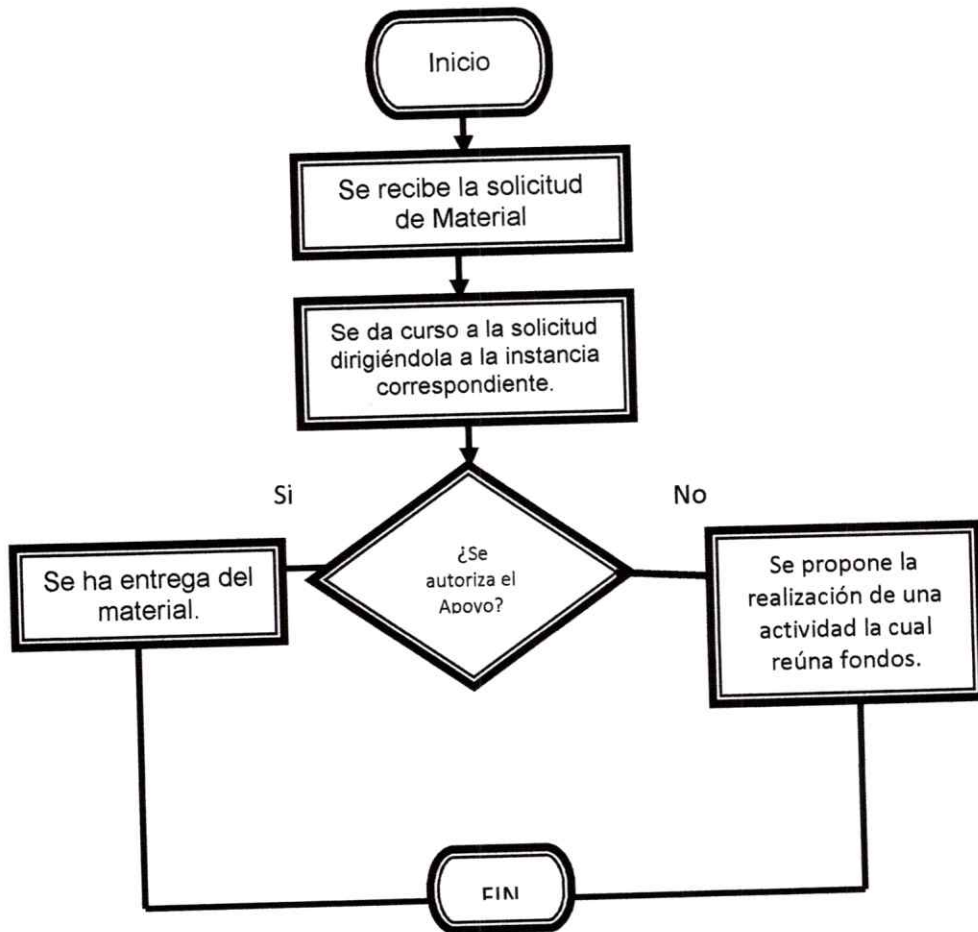 Inicio
Se recibe la solicitud
de Material
Se da curso a la solicitud
dirigiéndola a la instancia
correspondiente.
Si
No
¿Se
autoriza el
Apoyo?
Se ha entrega del
material.
Se propone la
realización de una
actividad la cual
reúna fondos.
FIN